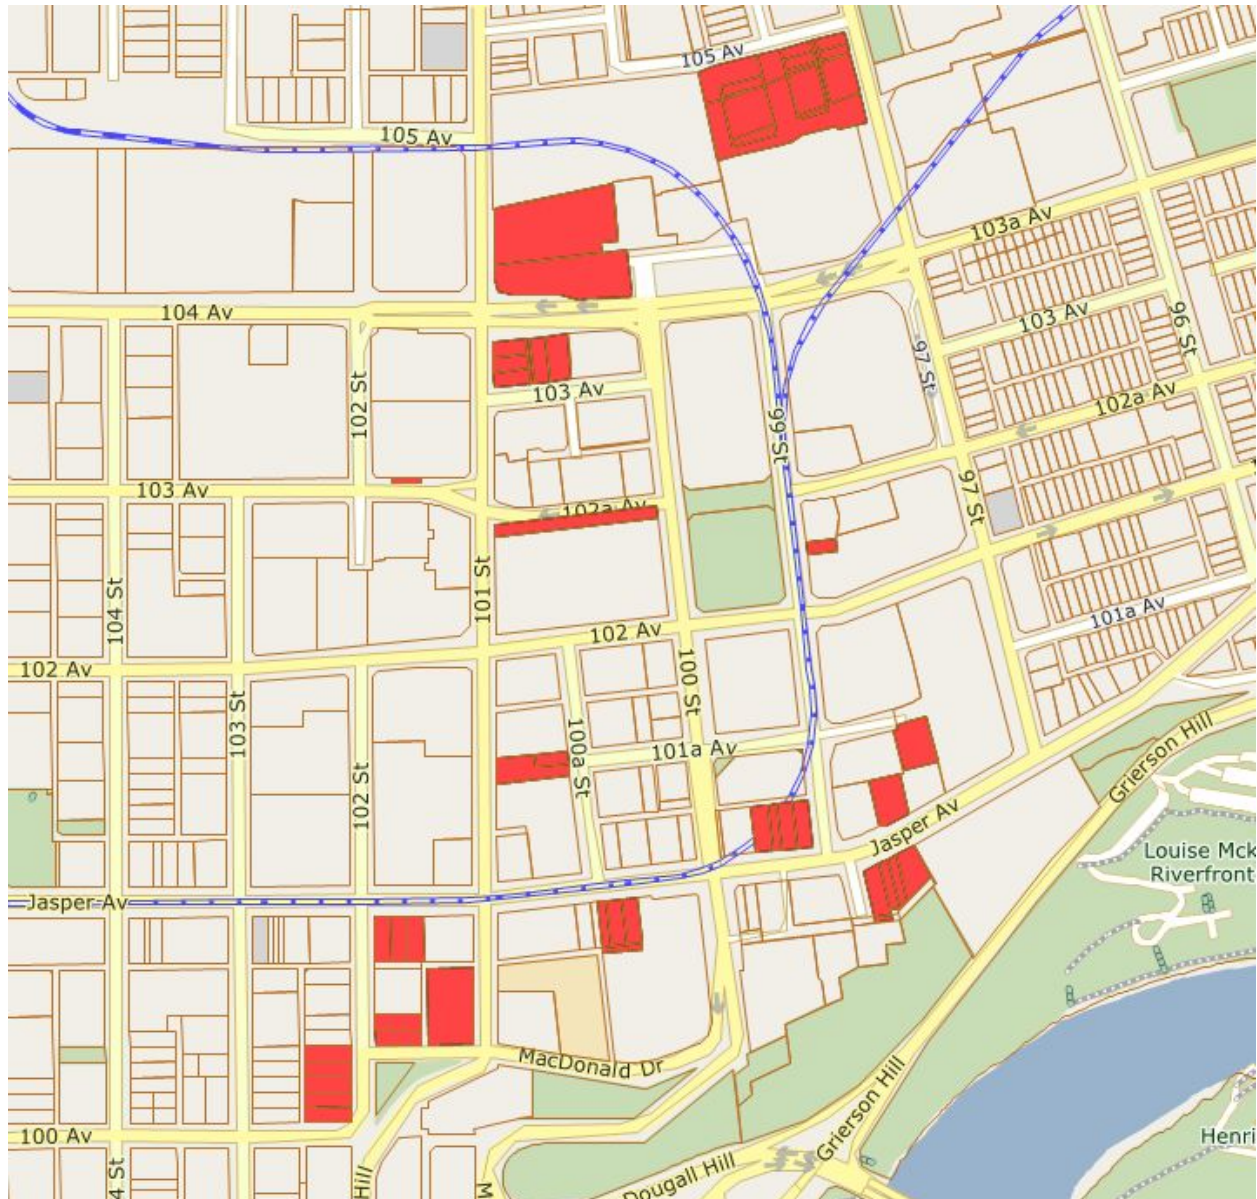 105 Av
105 Av
103a Av
104 Av
103 Av
96 St
97 St
102 St
103 Av
102a Av
99 St
103 Av
102a Av
97 St
101 St
104 St
101a Av
102 Av
102 Av
100 St
103 St
101a Av
100a St
Grierson Hill
102 St
Jasper Av
Louise Mck
Riverfront
Jasper Av
MacDonald Dr
Grierson Hill
100 Av
Henri
4 St
Hill
M
Dougall Hill